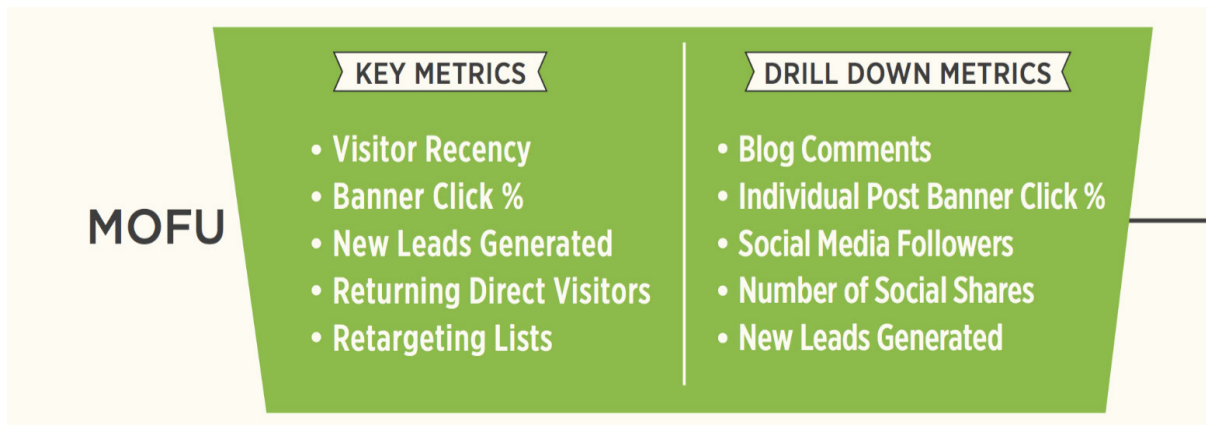 MOFU
KEY METRICS
• Visitor Recency
• Banner Click %
• New Leads Generated
• Returning Direct Visitors
• Retargeting Lists
DRILL DOWN METRICS
• Blog Comments
• Individual Post Banner Click %
• Social Media Followers
• Number of Social Shares
• New Leads Generated